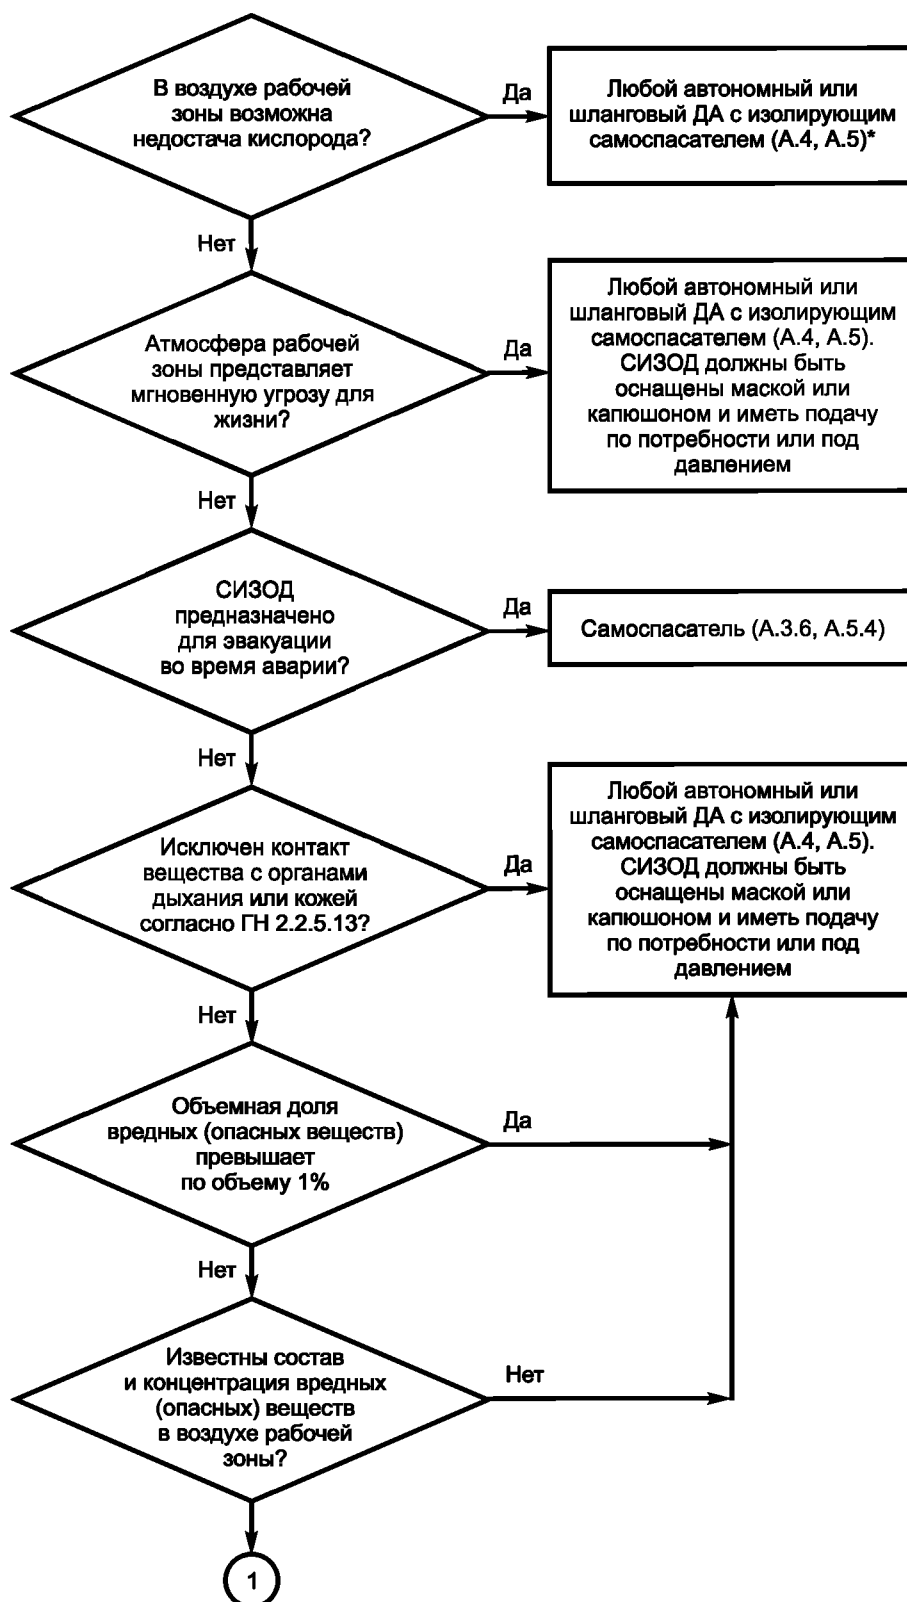 В воздухе рабочей
зоны возможна
недостача кислорода?
Да
Любой автономный или
шланговый ДА с изолирующим
самоспасателем (А.4, А.5)*
Нет
Атмосфера рабочей
зоны представляет
мгновенную угрозу для
жизни?
Да
Любой автономный или
шланговый ДА с изолирующим
самоспасателем (А.4, А.5).
СИЗОД должны быть
оснащены маской или
капюшоном и иметь подачу
по потребности или под
давлением
Нет
СИЗОД
предназначено
для эвакуации
во время аварии?
Да
Самоспасатель (А.3.6, А.5.4)
Нет
Исключен контакт
вещества с органами
дыхания или кожей
согласно ГН 2.2.5.13?
Да
Любой автономный или
шланговый ДА с изолирующим
самоспасателем (А.4, А.5).
СИЗОД должны быть
оснащены маской или
капюшоном и иметь подачу
по потребности или под
давлением
Нет
Объемная доля
вредных (опасных веществ)
превышает
по объему 1%
Да
Нет
Известны состав
и концентрация вредных
(опасных) веществ
в воздухе рабочей
зоны?
Нет
1